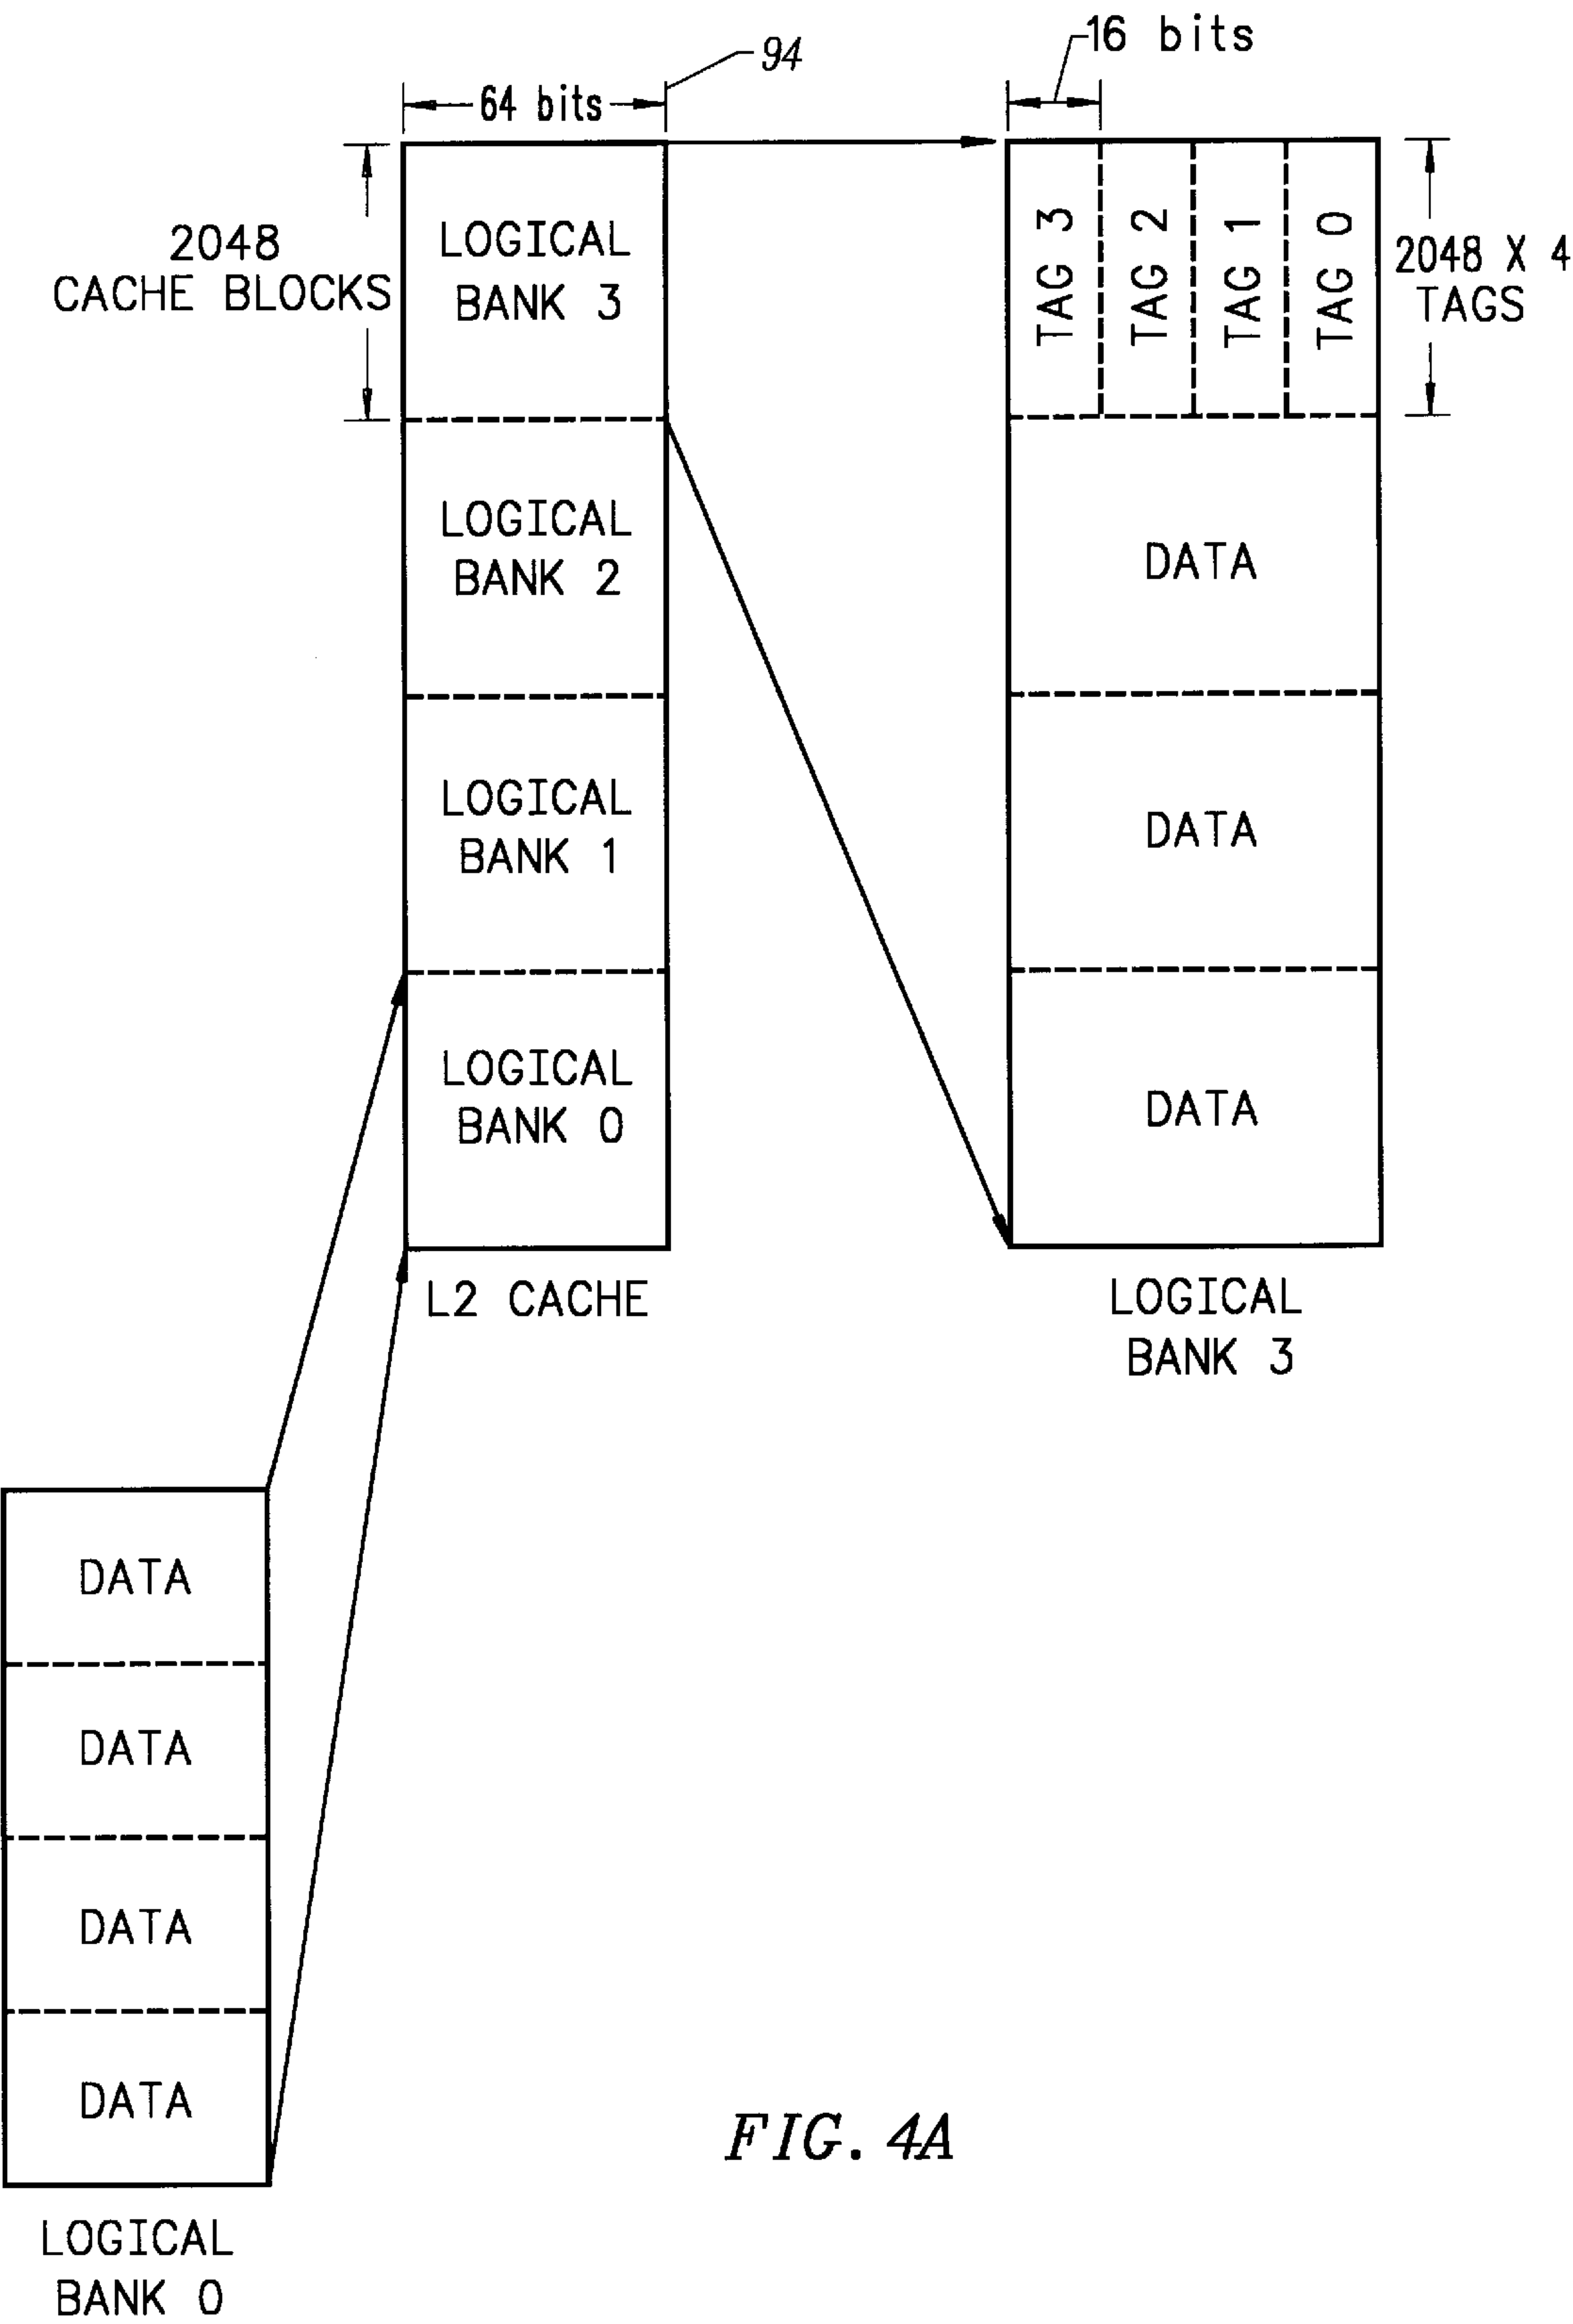 94
16 bits
64 bits
2048
CACHE BLOCKS
LOGICAL
BANK 3
LOGICAL
BANK 2
LOGICAL
BANK 1
LOGICAL
BANK 0
L2 CACHE
TAG 3
TAG 2
TAG 1
TAG 0
2048 X 4
TAGS
DATA
DATA
DATA
LOGICAL
BANK 3
DATA
DATA
DATA
DATA
LOGICAL
BANK 0
FIG. 4A